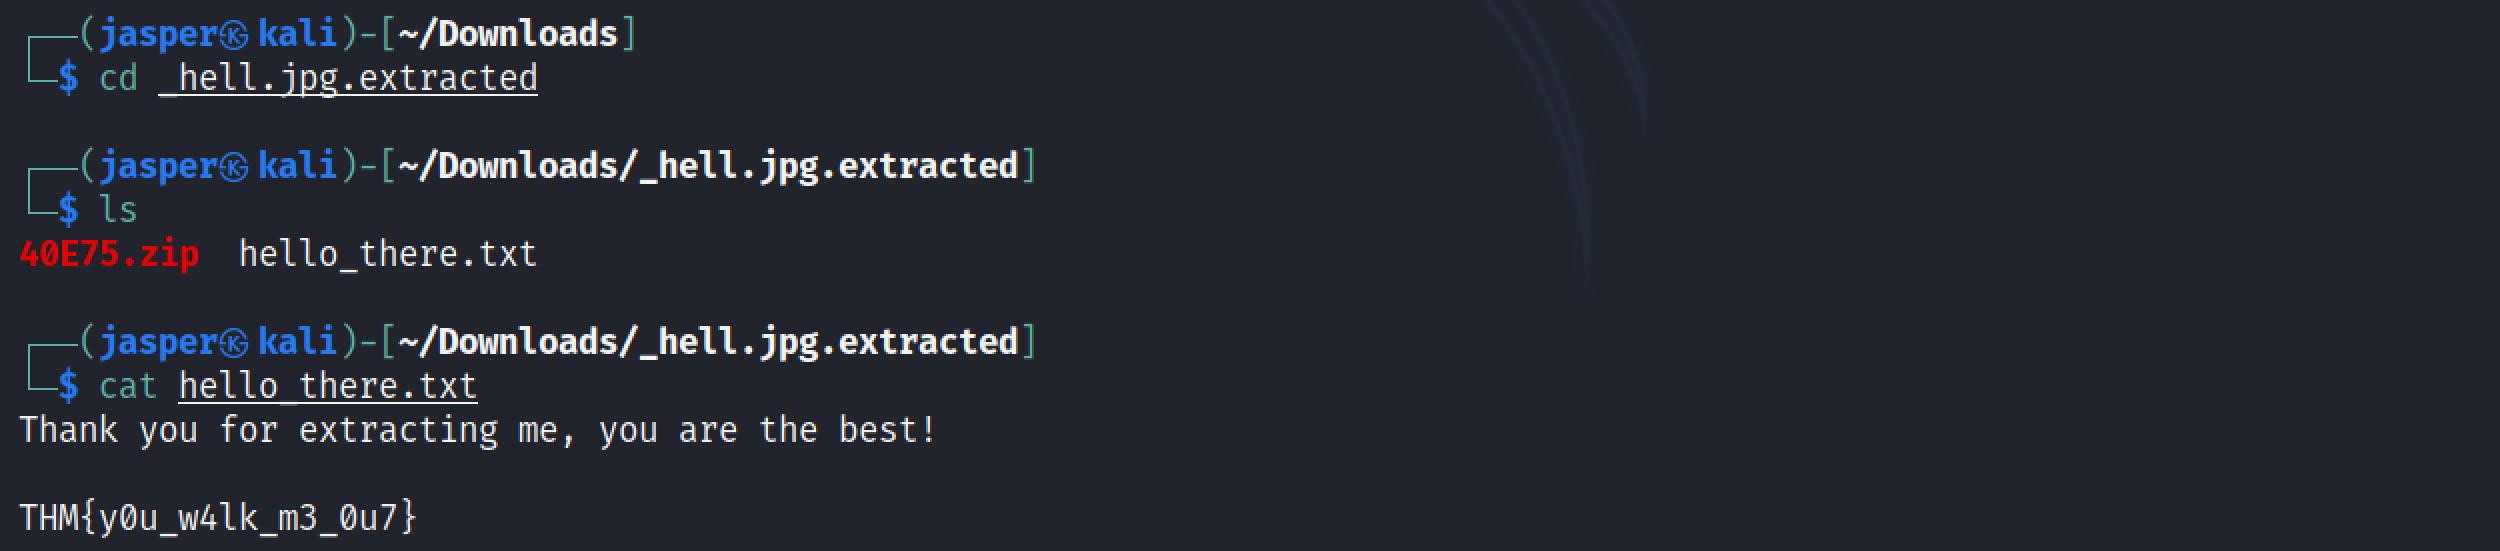 ┌──(jasper㉿kali)-[~/Downloads]
└─$ cd _hell.jpg.extracted
┌──(jasper㉿kali)-[~/Downloads/_hell.jpg.extracted]
└─$ ls
40E75.zip  hello_there.txt
┌──(jasper㉿kali)-[~/Downloads/_hell.jpg.extracted]
└─$ cat hello_there.txt
Thank you for extracting me, you are the best!
THM{y0u_w4lk_m3_0u7}